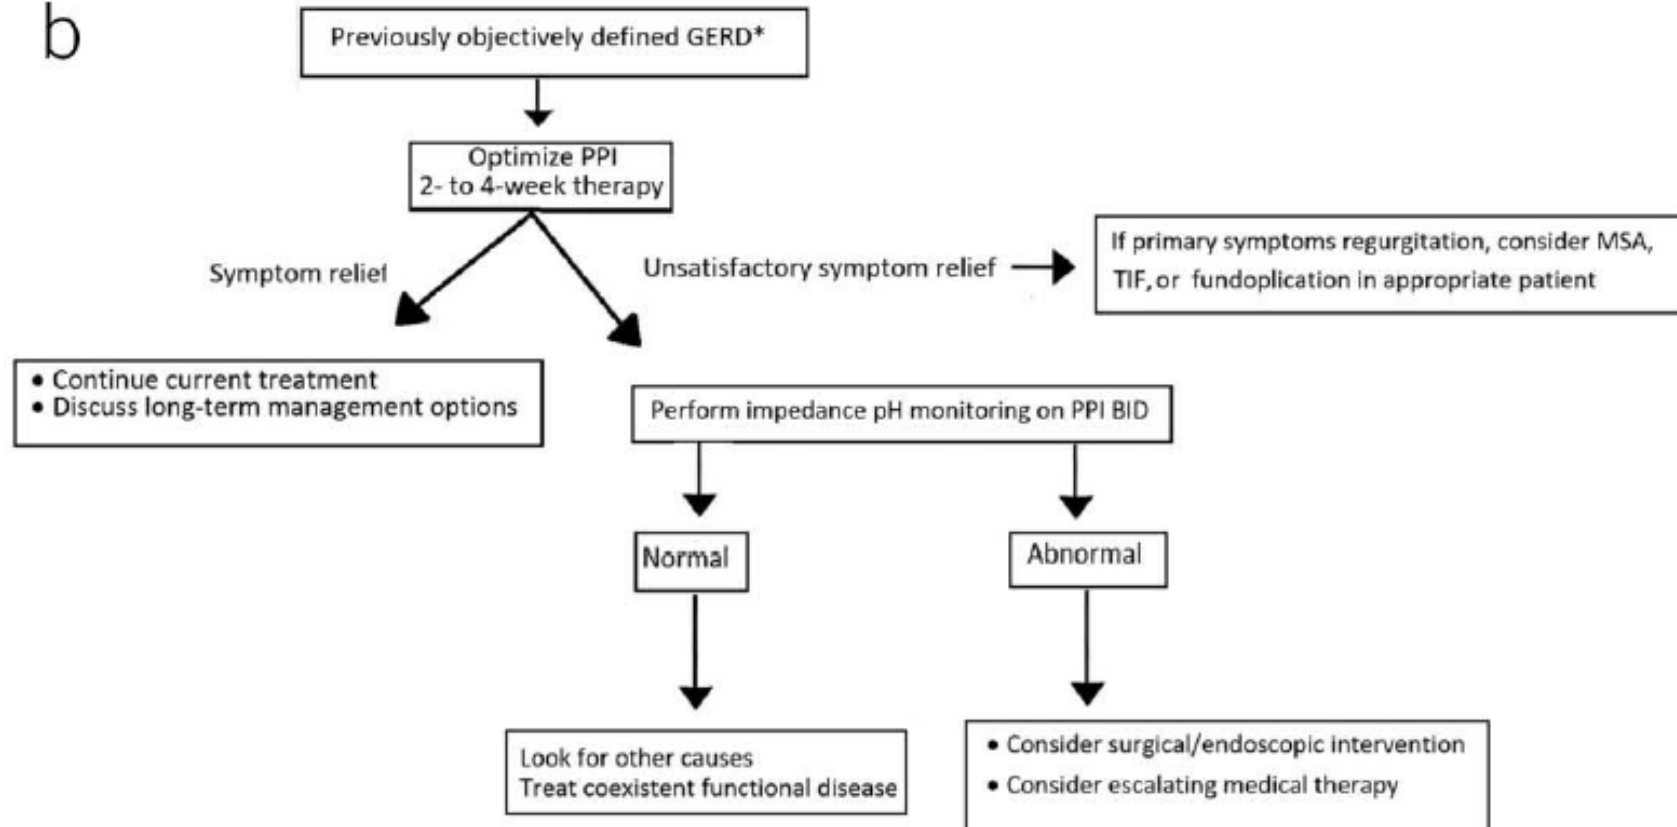 b
Previously objectively defined GERD*
Optimize PPI
2- to 4-week therapy
Symptom relief
Unsatisfactory symptom relief
If primary symptoms regurgitation, consider MSA,
TIF, or fundoplication in appropriate patient
• Continue current treatment
• Discuss long-term management options
Perform impedance pH monitoring on PPI BID
Normal
Abnormal
Look for other causes
Treat coexistent functional disease
• Consider surgical/endoscopic intervention
• Consider escalating medical therapy